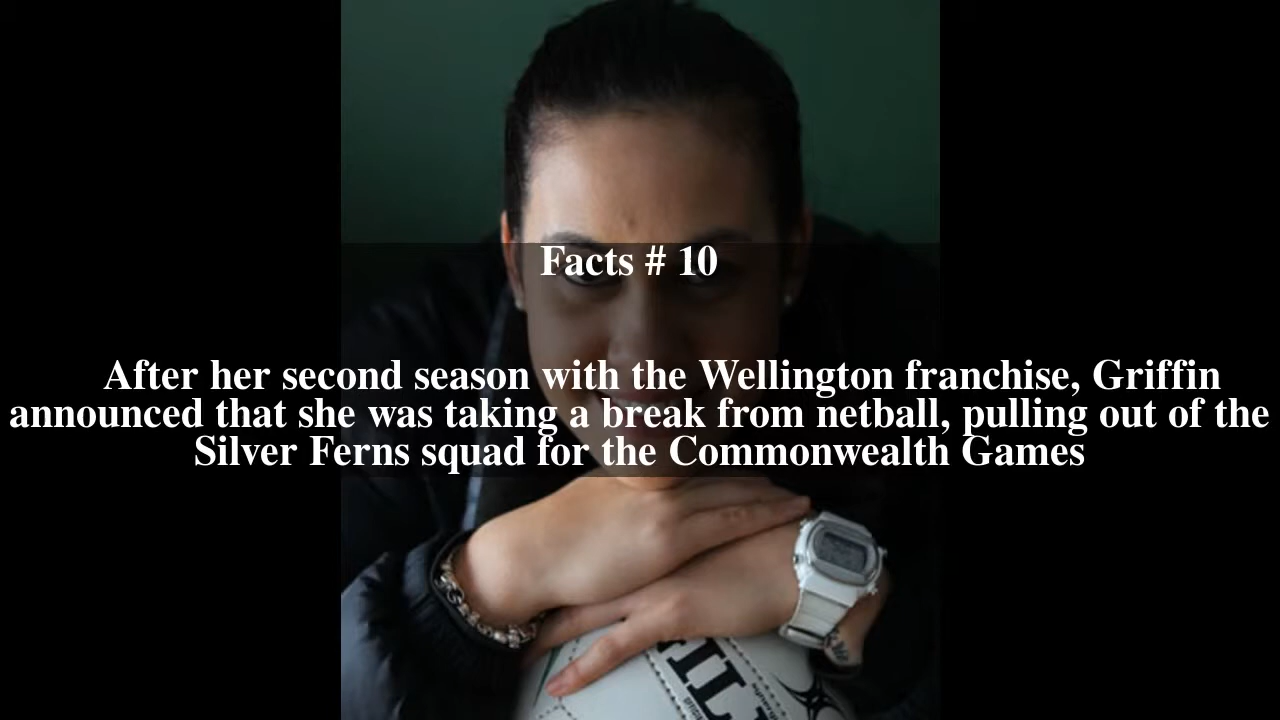 Facts # 10
After her second season with the Wellington franchise, Griffin
announced that she was taking a break from netball, pulling out of the
Silver Ferns squad for the Commonwealth Games